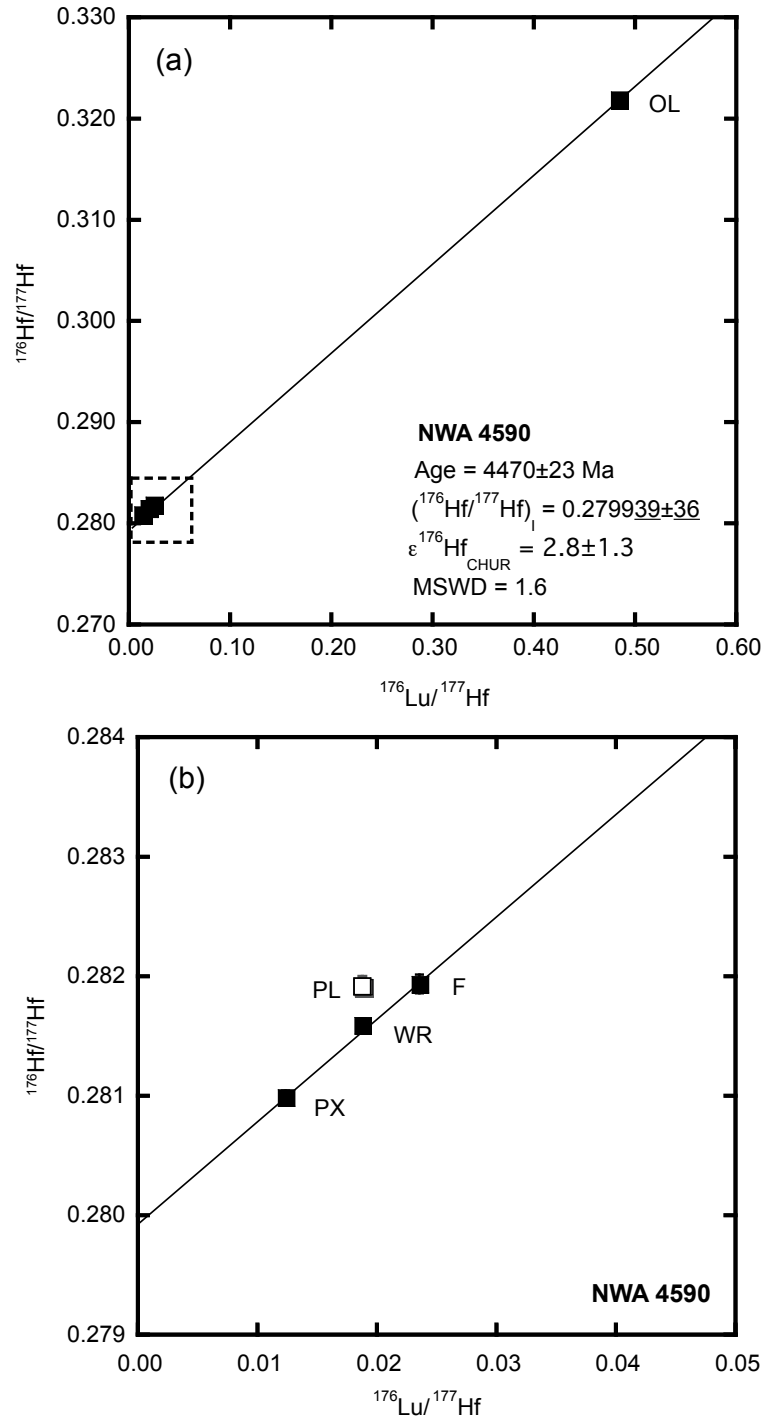 0.330
(a)
0.320
OL
0.310
0.300
0.290
0.280
0.270
¹⁷⁶Hf/¹⁷⁷Hf
NWA 4590
Age = 4470±23 Ma
(¹⁷⁶Hf/¹⁷⁷Hf)I = 0.279939±36
ε¹⁷⁶HfCHUR = 2.8±1.3
MSWD = 1.6
0.00 0.10 0.20 0.30 0.40 0.50 0.60
¹⁷⁶Lu/¹⁷⁷Hf
0.284
(b)
0.283
0.282
PL
F
WR
0.281
PX
0.280
0.279
¹⁷⁶Hf/¹⁷⁷Hf
NWA 4590
0.00 0.01 0.02 0.03 0.04 0.05
¹⁷⁶Lu/¹⁷⁷Hf